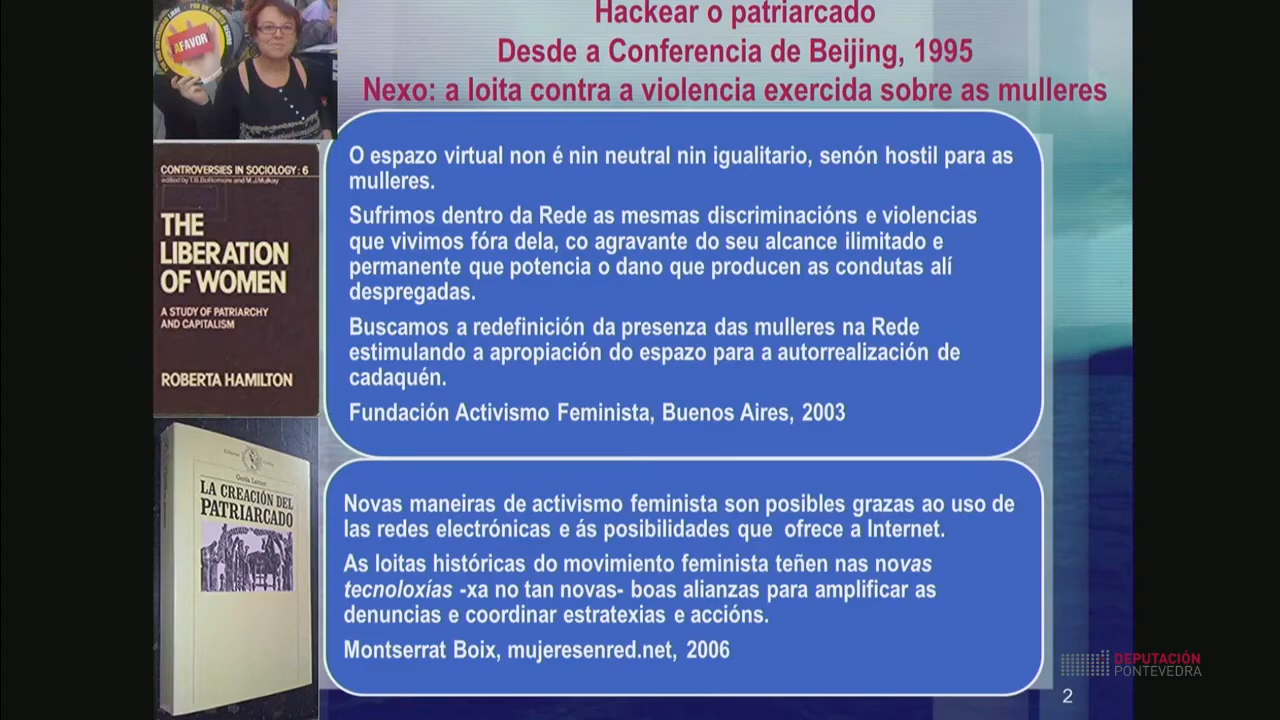 Hackear o patriarcado
Desde a Conferencia de Beijing, 1995
Nexo: a loita contra a violencia exercida sobre as mulleres
AFAVOR
CONTROVERSIES IN SOCIOLOGY: 6
edited by T.B. Bottomore and M.J. Mulkay
THE
LIBERATION
OF WOMEN
A STUDY OF PATRIARCHY
AND CAPITALISM
ROBERTA HAMILTON
Gerda Lerner
LA CREACIÓN DEL
PATRIARCADO
O espazo virtual non é nin neutral nin igualitario, senón hostil para as
mulleres.
Sufrimos dentro da Rede as mesmas discriminacións e violencias
que vivimos fóra dela, co agravante do seu alcance ilimitado e
permanente que potencia o dano que producen as condutas alí
despregadas.
Buscamos a redefinición da presenza das mulleres na Rede
estimulando a apropiación do espazo para a autorrealización de
cadaquén.
Fundación Activismo Feminista, Buenos Aires, 2003
Novas maneiras de activismo feminista son posibles grazas ao uso de
las redes electrónicas e ás posibilidades que ofrece a Internet.
As loitas históricas do movimiento feminista teñen nas novas
tecnoloxías -xa no tan novas- boas alianzas para amplificar as
denuncias e coordinar estratexias e accións.
Montserrat Boix, mujeresenred.net, 2006
DEPUTACIÓN
PONTEVEDRA
2